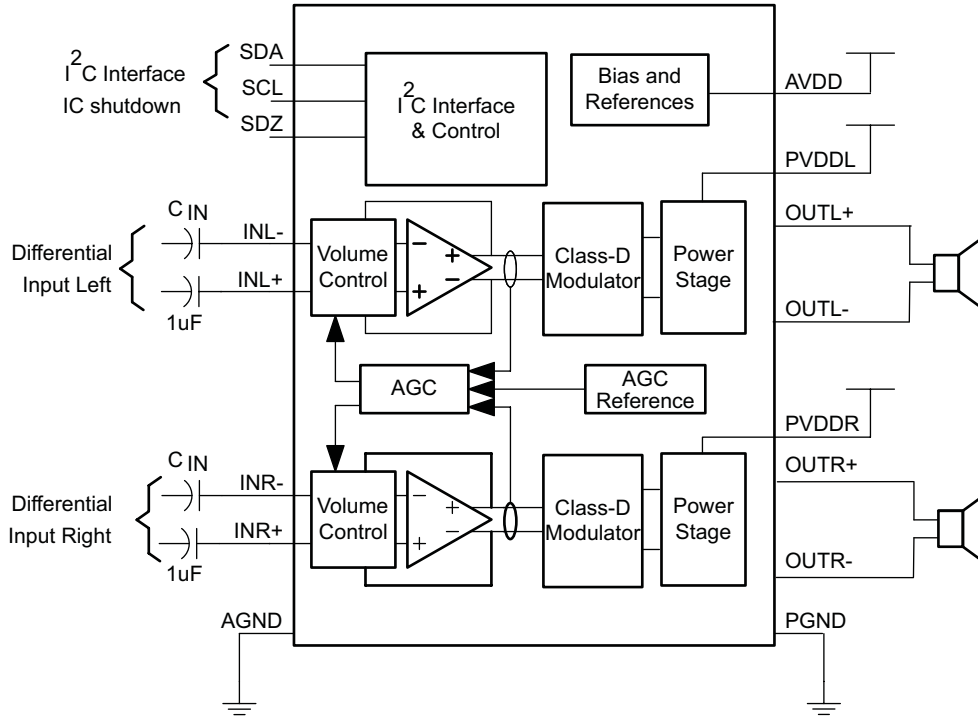 I2C Interface
IC shutdown
SDA
SCL
SDZ
I2C Interface
& Control
Bias and
References
AVDD
PVDDL
Differential
Input Left
CIN
1uF
INL-
INL+
Volume
Control
-
+
+
-
Class-D
Modulator
Power
Stage
OUTL+
OUTL-
AGC
AGC
Reference
PVDDR
Differential
Input Right
CIN
1uF
INR-
INR+
Volume
Control
-
+
+
-
Class-D
Modulator
Power
Stage
OUTR+
OUTR-
AGND
PGND